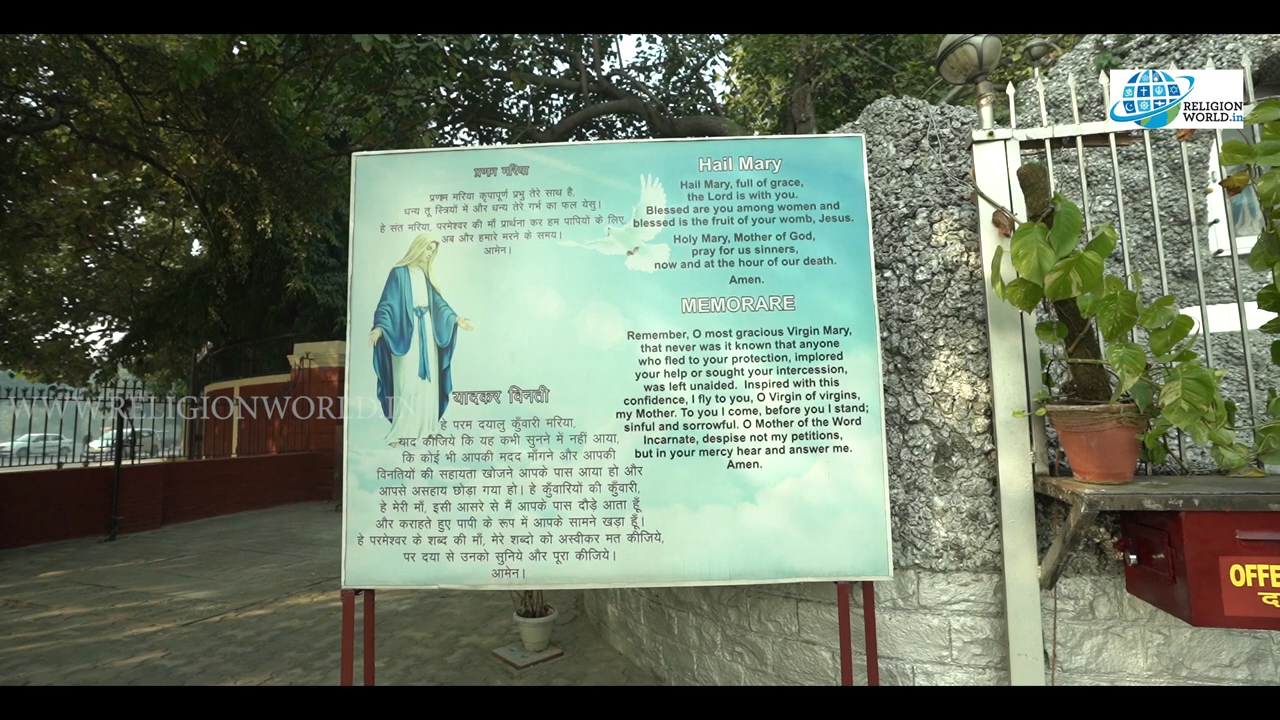 प्रणाम मरिया
प्रणाम मरिया कृपापूर्ण प्रभु तेरे साथ है,
धन्य तू स्त्रियों में और धन्य तेरे गर्भ का फल येसु।
हे संत मरिया, परमेश्वर की माँ प्रार्थना कर हम पापियों के लिए,
अब और हमारे मरने के समय।
आमेन।
Hail Mary
Hail Mary, full of grace,
the Lord is with you.
Blessed are you among women and
blessed is the fruit of your womb, Jesus.
Holy Mary, Mother of God,
pray for us sinners,
now and at the hour of our death.
Amen.
MEMORARE
Remember, O most gracious Virgin Mary,
that never was it known that anyone
who fled to your protection, implored
your help or sought your intercession,
was left unaided. Inspired with this
confidence, I fly to you, O Virgin of virgins,
my Mother. To you I come, before you I stand;
sinful and sorrowful. O Mother of the Word
Incarnate, despise not my petitions,
but in your mercy hear and answer me.
Amen.
यादकर विनती
हे परम दयालु कुँवारी मरिया,
याद कीजिये कि यह कभी सुनने में नहीं आया,
कि कोई भी आपकी मदद माँगने और आपकी
विनतियों की सहायता खोजने आपके पास आया हो और
आपसे असहाय छोड़ा गया हो। हे कुँवारियों की कुँवारी,
हे मेरी माँ, इसी आसरे से मैं आपके पास दौड़े आता हूँ
और कराहते हुए पापी के रूप में आपके सामने खड़ा हूँ।
हे परमेश्वर के शब्द की माँ, मेरे शब्दो को अस्वीकर मत कीजिये,
पर दया से उनको सुनिये और पूरा कीजिये।
आमेन।
RELIGION
WORLD.in
WWW.RELIGIONWORLD.IN
OFFE